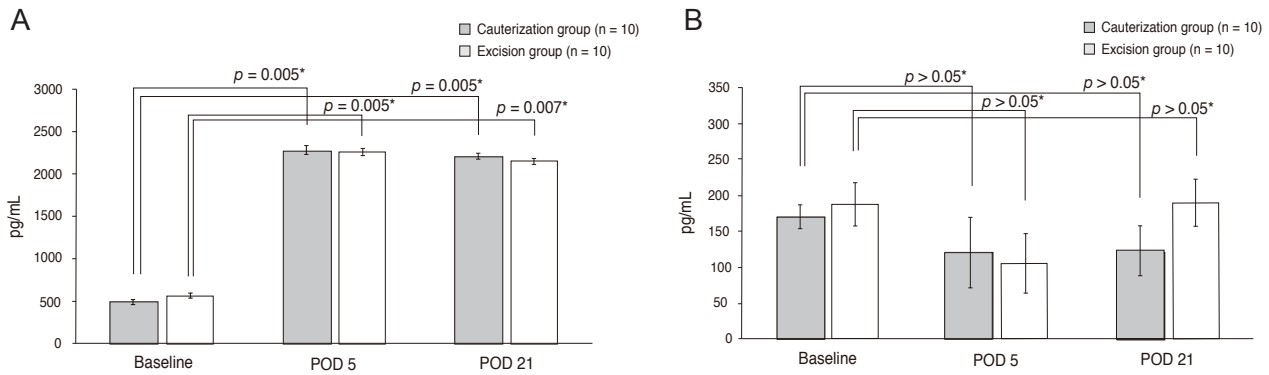 A
Cauterization group (n = 10)
Excision group (n = 10)
p = 0.005*
p = 0.005*
p = 0.005*
p = 0.007*
3000
2500
2000
1500
1000
500
0
pg/mL
Baseline
POD 5
POD 21
B
Cauterization group (n = 10)
Excision group (n = 10)
p > 0.05*
p > 0.05*
p > 0.05*
p > 0.05*
350
300
250
200
150
100
50
0
pg/mL
Baseline
POD 5
POD 21